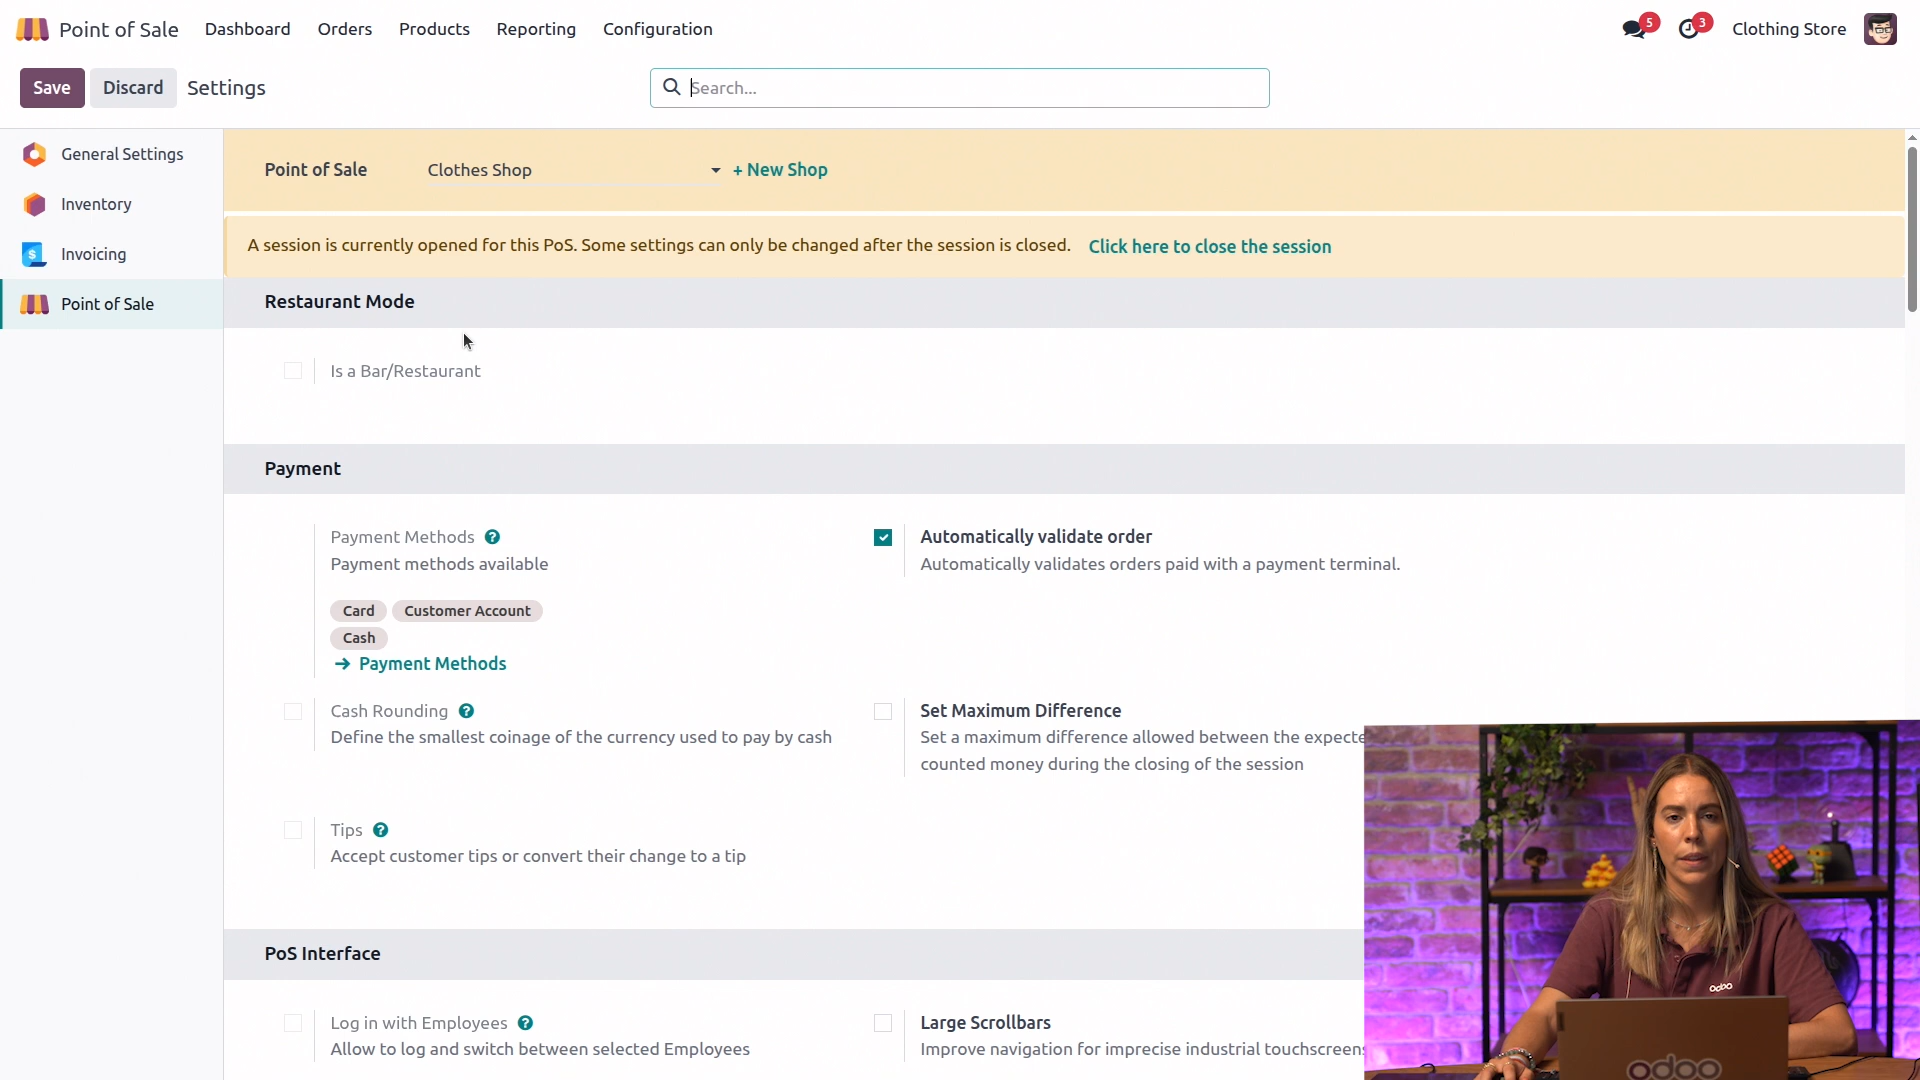 Point of Sale Dashboard Orders Products Reporting Configuration 5 3 Clothing Store
Save Discard Settings Search...
General Settings
Inventory
Invoicing
Point of Sale
Point of Sale Clothes Shop + New Shop
A session is currently opened for this PoS. Some settings can only be changed after the session is closed. Click here to close the session
Restaurant Mode
Is a Bar/Restaurant
Payment
Payment Methods ?
Payment methods available
Card Customer Account
Cash
→ Payment Methods
Automatically validate order
Automatically validates orders paid with a payment terminal.
Cash Rounding ?
Define the smallest coinage of the currency used to pay by cash
Set Maximum Difference
Set a maximum difference allowed between the expecte
counted money during the closing of the session
Tips ?
Accept customer tips or convert their change to a tip
PoS Interface
Log in with Employees ?
Allow to log and switch between selected Employees
Large Scrollbars
Improve navigation for imprecise industrial touchscreens
odoo
odoo